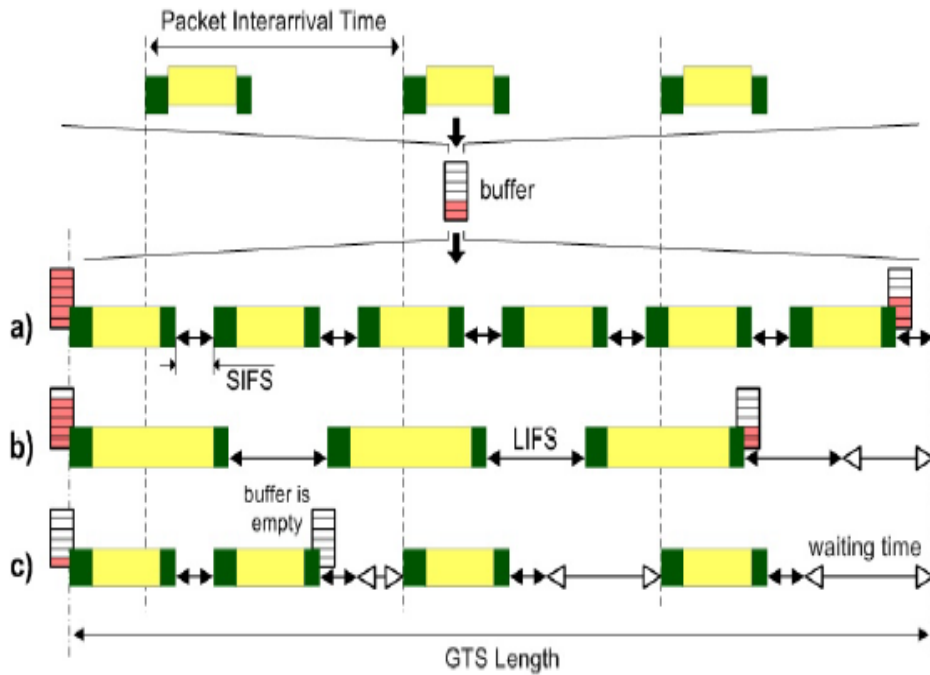 Packet Interarrival Time
buffer
a)
SIFS
b)
LIFS
buffer is
empty
c)
waiting time
GTS Length